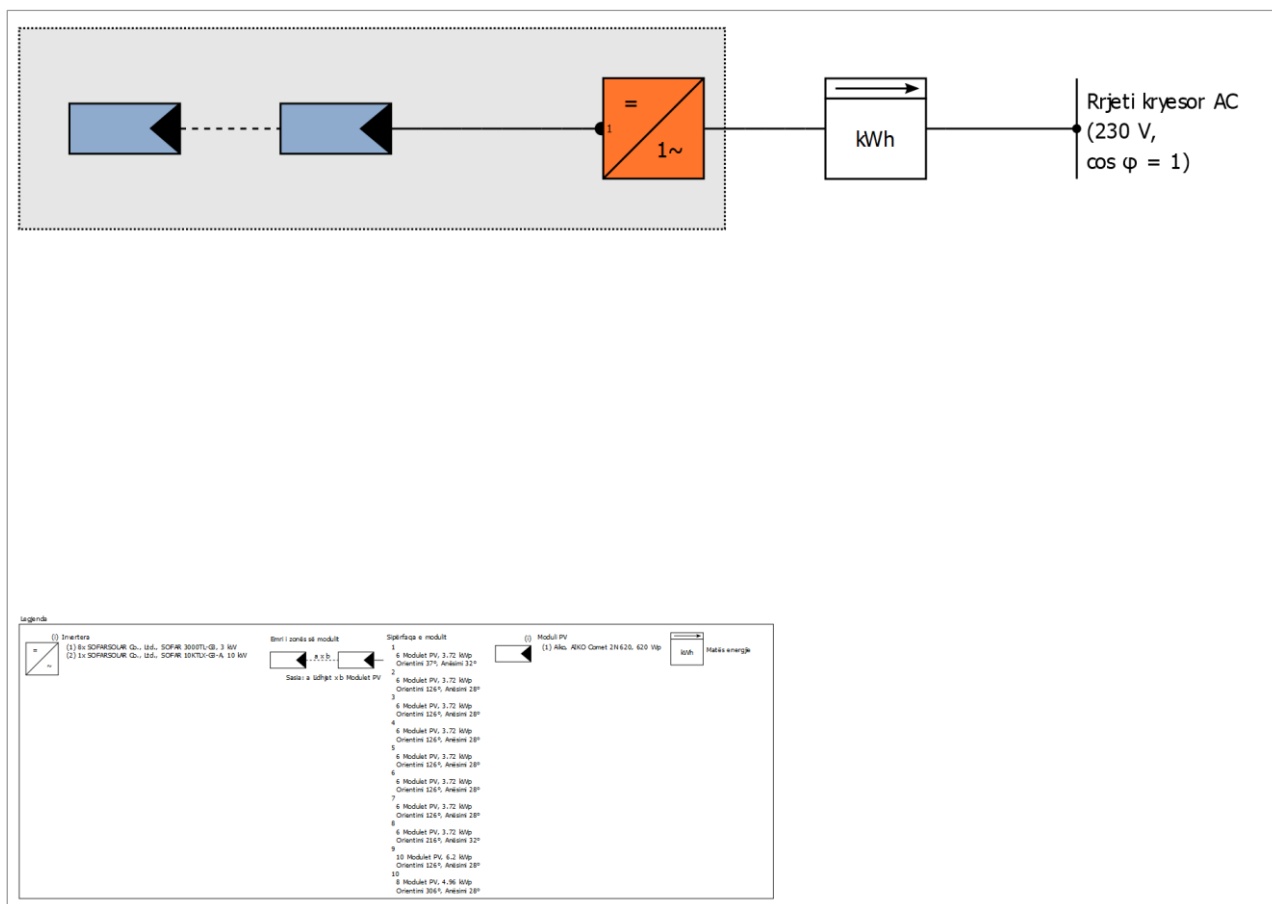 =
1
1~
kWh
Rrjeti kryesor AC
(230 V,
cos φ = 1)
Legjenda
=
~
(i) Invertera
(1) 8x SOFARSOLAR Co., Ltd., SOFAR 3000TL-G3, 3 kW
(2) 1x SOFARSOLAR Co., Ltd., SOFAR 10KTLX-G3-A, 10 kW
Emri i zonës së modulit
a x b
Sasia: a Lidhjet x b Modulet PV
Sipërfaqa e modulit
1
6 Modulet PV, 3.72 kWp
Orientimi 37°, Anësimi 32°
2
6 Modulet PV, 3.72 kWp
Orientimi 126°, Anësimi 28°
3
6 Modulet PV, 3.72 kWp
Orientimi 126°, Anësimi 28°
4
6 Modulet PV, 3.72 kWp
Orientimi 126°, Anësimi 28°
5
6 Modulet PV, 3.72 kWp
Orientimi 126°, Anësimi 28°
6
6 Modulet PV, 3.72 kWp
Orientimi 126°, Anësimi 28°
7
6 Modulet PV, 3.72 kWp
Orientimi 126°, Anësimi 28°
8
6 Modulet PV, 3.72 kWp
Orientimi 216°, Anësimi 32°
9
10 Modulet PV, 6.2 kWp
Orientimi 126°, Anësimi 28°
10
8 Modulet PV, 4.96 kWp
Orientimi 306°, Anësimi 28°
(i) Moduli PV
(1) Aiko, AIKO Comet 2N 620, 620 Wp
kWh
Matës energje